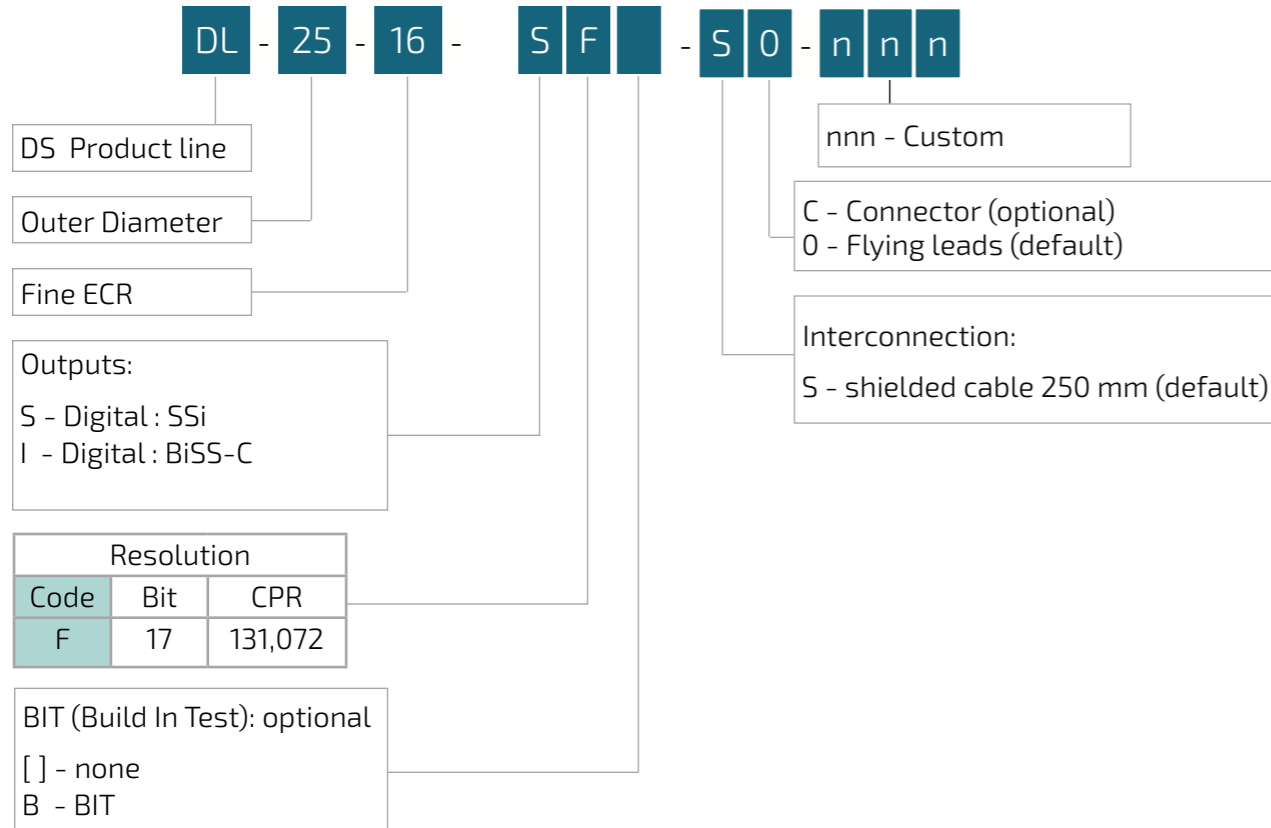 DL - 25 - 16 - S F - S 0 - n n n
DS Product line
nnn - Custom
Outer Diameter
C - Connector (optional)
0 - Flying leads (default)
Fine ECR
Interconnection:
S - shielded cable 250 mm (default)
Outputs:
S - Digital : SSi
I - Digital : BiSS-C
Resolution
Code Bit CPR
F 17 131,072
BIT (Build In Test): optional
[ ] - none
B - BIT